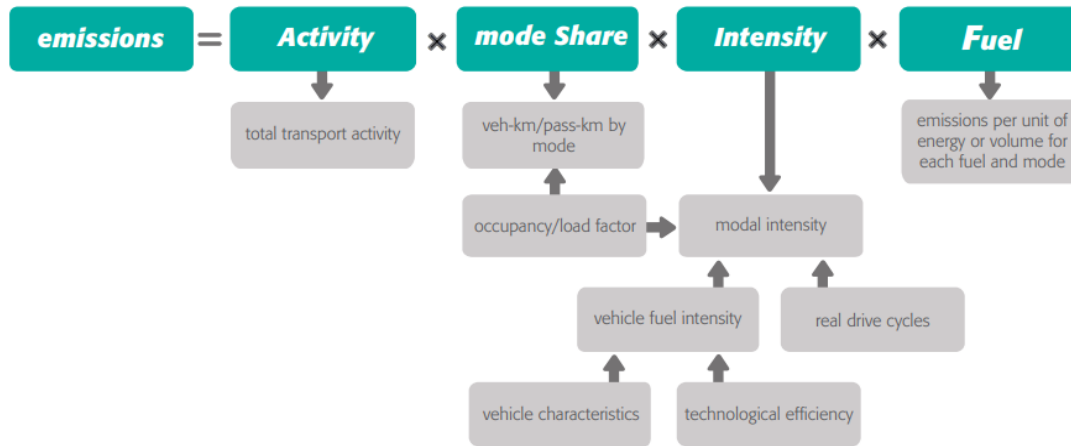 emissions = Activity × mode Share × Intensity × Fuel
total transport activity
veh-km/pass-km by
mode
emissions per unit of
energy or volume for
each fuel and mode
occupancy/load factor
modal intensity
vehicle fuel intensity
real drive cycles
vehicle characteristics
technological efficiency